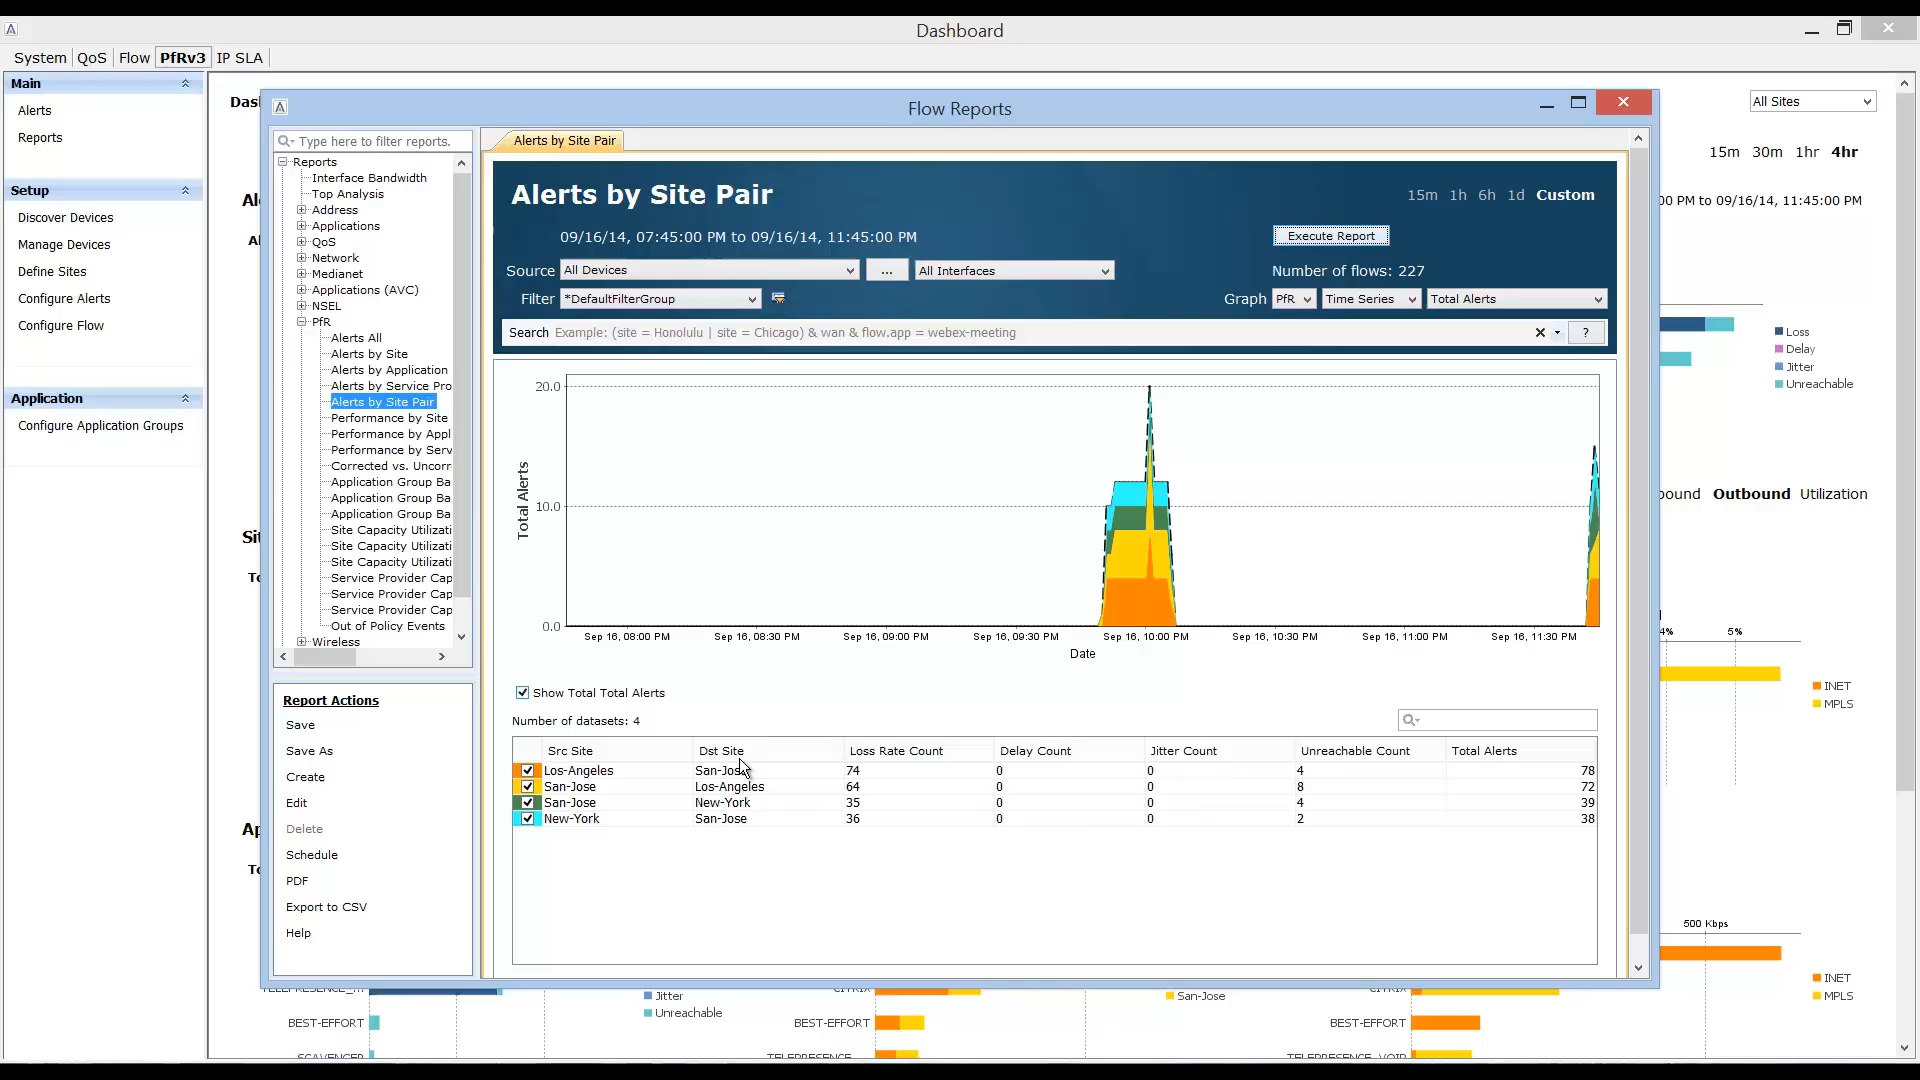 Dashboard
System QoS Flow PfRv3 IP SLA
Main
Alerts
Reports
Setup
Discover Devices
Manage Devices
Define Sites
Configure Alerts
Configure Flow
Application
Configure Application Groups
All Sites
15m 30m 1hr 4hr
00 PM to 09/16/14, 11:45:00 PM
Loss
Delay
Jitter
Unreachable
Outbound Utilization
4% 5%
INET
MPLS
500 Kbps
INET
MPLS
Flow Reports
Type here to filter reports.
Reports
Interface Bandwidth
Top Analysis
Address
Applications
QoS
Network
Medianet
Applications (AVC)
NSEL
PfR
Alerts All
Alerts by Site
Alerts by Application
Alerts by Service Pro
Alerts by Site Pair
Performance by Site
Performance by Appl
Performance by Serv
Corrected vs. Uncorr
Application Group Ba
Application Group Ba
Application Group Ba
Site Capacity Utilizati
Site Capacity Utilizati
Site Capacity Utilizati
Service Provider Cap
Service Provider Cap
Service Provider Cap
Out of Policy Events
Wireless
Report Actions
Save
Save As
Create
Edit
Delete
Schedule
PDF
Export to CSV
Help
Alerts by Site Pair
Alerts by Site Pair
15m 1h 6h 1d Custom
09/16/14, 07:45:00 PM to 09/16/14, 11:45:00 PM
Execute Report
Source All Devices ... All Interfaces
Number of flows: 227
Filter *DefaultFilterGroup
Graph PfR Time Series Total Alerts
Search Example: (site = Honolulu | site = Chicago) & wan & flow.app = webex-meeting ?
20.0
10.0
0.0
Total Alerts
Sep 16, 08:00 PM Sep 16, 08:30 PM Sep 16, 09:00 PM Sep 16, 09:30 PM Sep 16, 10:00 PM Sep 16, 10:30 PM Sep 16, 11:00 PM Sep 16, 11:30 PM
Date
Show Total Total Alerts
Number of datasets: 4
Src Site Dst Site Loss Rate Count Delay Count Jitter Count Unreachable Count Total Alerts
Los-Angeles San-Jose 74 0 0 4 78
San-Jose Los-Angeles 64 0 0 8 72
San-Jose New-York 35 0 0 4 39
New-York San-Jose 36 0 0 2 38
Jitter
Unreachable
San-Jose
BEST-EFFORT
BEST-EFFORT
BEST-EFFORT